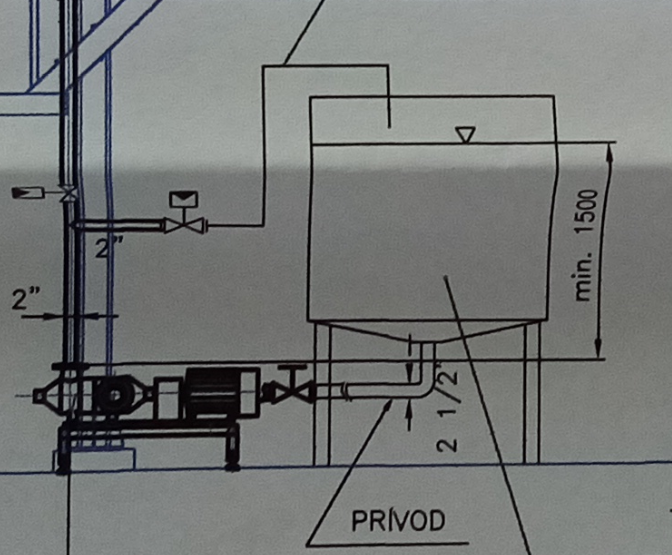 2”
2”
min. 1500
2 1/2”
PRÍVOD